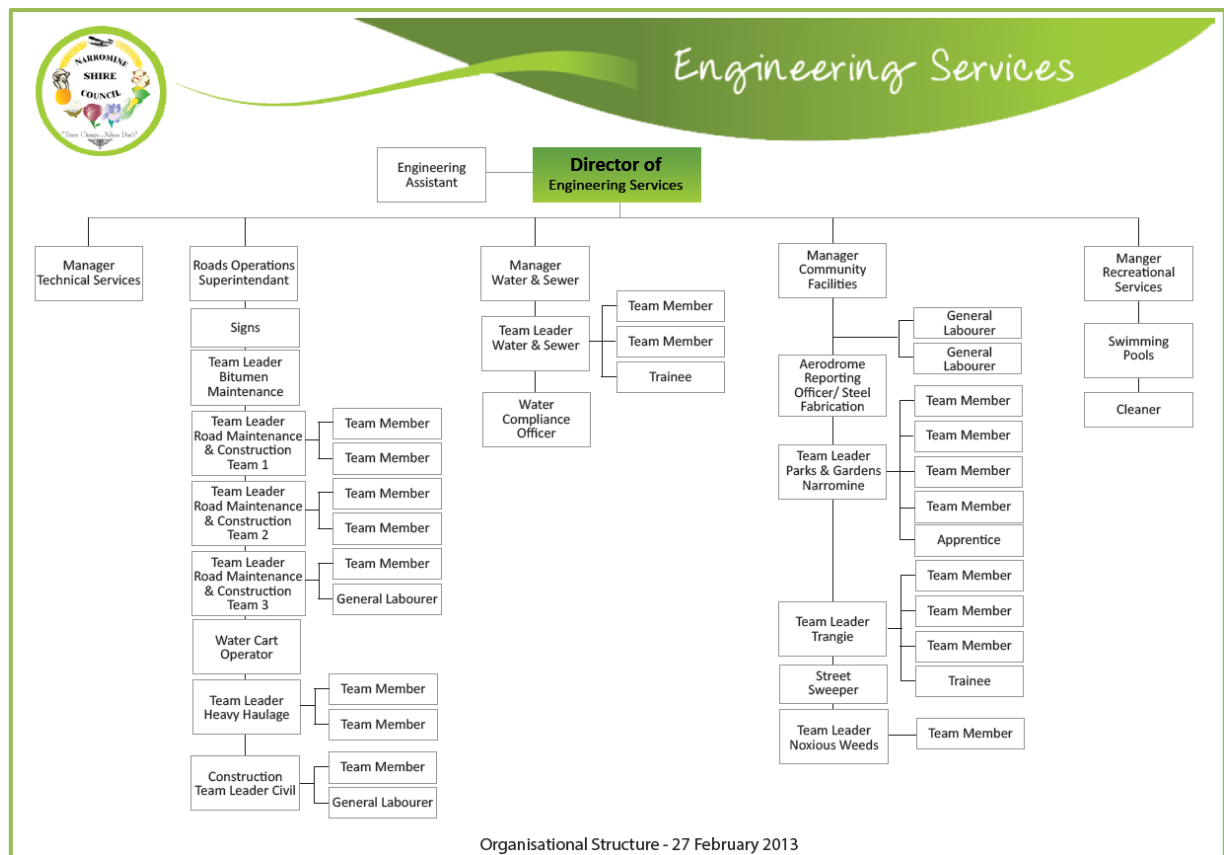 NARROMINE
SHIRE
COUNCIL
Engineering Services
Engineering
Assistant
Director of
Engineering Services
Manager
Technical Services
Roads Operations
Superintendant
Signs
Team Leader
Bitumen
Maintenance
Team Leader
Road Maintenance
& Construction
Team 1
Team Member
Team Member
Team Leader
Road Maintenance
& Construction
Team 2
Team Member
Team Member
Team Leader
Road Maintenance
& Construction
Team 3
Team Member
General Labourer
Water Cart
Operator
Team Leader
Heavy Haulage
Team Member
Team Member
Construction
Team Leader Civil
Team Member
General Labourer
Manager
Water & Sewer
Team Leader
Water & Sewer
Team Member
Team Member
Trainee
Water
Compliance
Officer
Manager
Community
Facilities
General
Labourer
General
Labourer
Aerodrome
Reporting
Officer/ Steel
Fabrication
Team Leader
Parks & Gardens
Narromine
Team Member
Team Member
Team Member
Team Member
Apprentice
Team Leader
Trangie
Team Member
Team Member
Team Member
Trainee
Street
Sweeper
Team Leader
Noxious Weeds
Team Member
Manger
Recreational
Services
Swimming
Pools
Cleaner
Organisational Structure - 27 February 2013